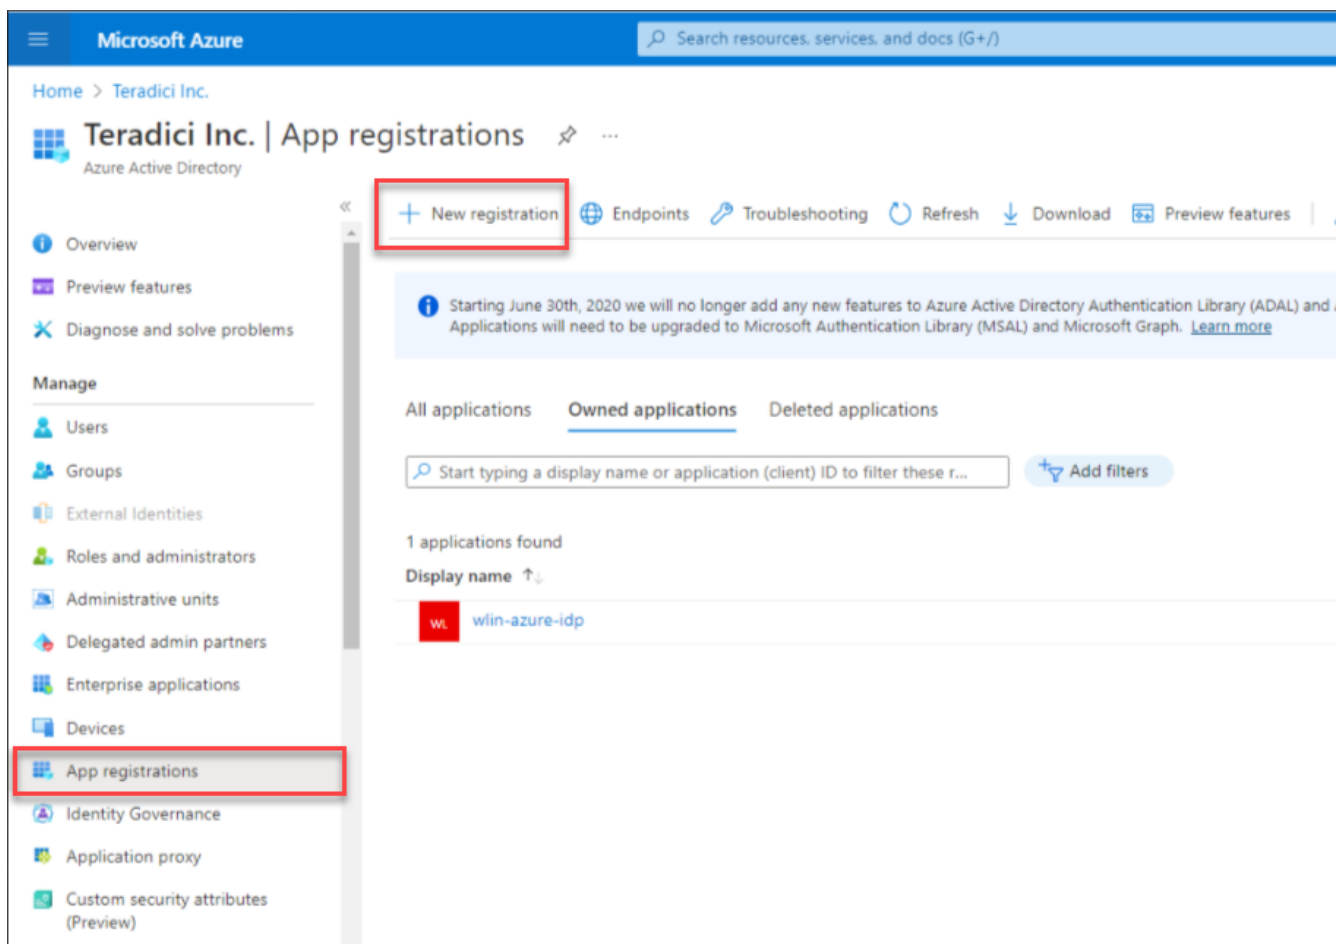 Microsoft Azure
Search resources, services, and docs (G+/)
Home > Teradici Inc.
Teradici Inc. | App registrations
Azure Active Directory
Overview
Preview features
Diagnose and solve problems
Manage
Users
Groups
External Identities
Roles and administrators
Administrative units
Delegated admin partners
Enterprise applications
Devices
App registrations
Identity Governance
Application proxy
Custom security attributes
(Preview)
New registration
Endpoints
Troubleshooting
Refresh
Download
Preview features
Starting June 30th, 2020 we will no longer add any new features to Azure Active Directory Authentication Library (ADAL) and
Applications will need to be upgraded to Microsoft Authentication Library (MSAL) and Microsoft Graph. Learn more
All applications
Owned applications
Deleted applications
Start typing a display name or application (client) ID to filter these r...
Add filters
1 applications found
Display name
WL
wlin-azure-idp